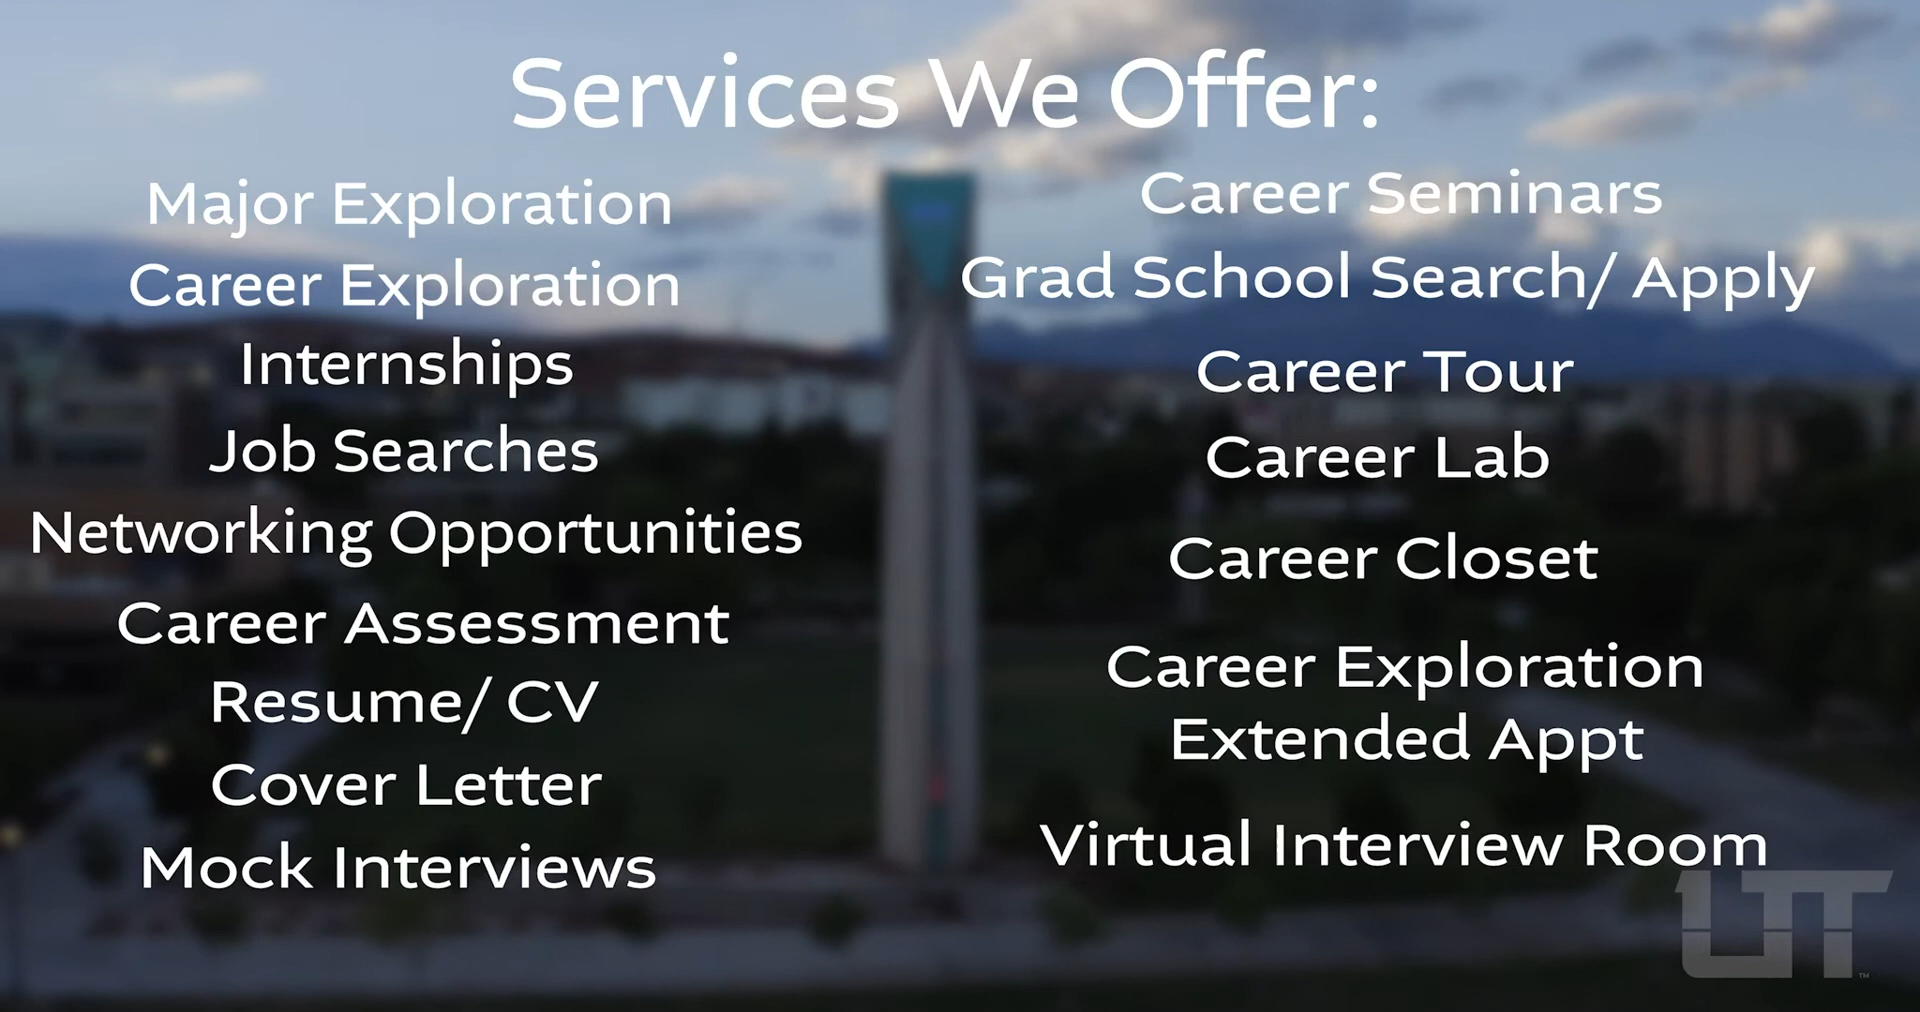 Services We Offer:
Major Exploration
Career Exploration
Internships
Job Searches
Networking Opportunities
Career Assessment
Resume/ CV
Cover Letter
Mock Interviews
Career Seminars
Grad School Search/ Apply
Career Tour
Career Lab
Career Closet
Career Exploration
Extended Appt
Virtual Interview Room
UT
™